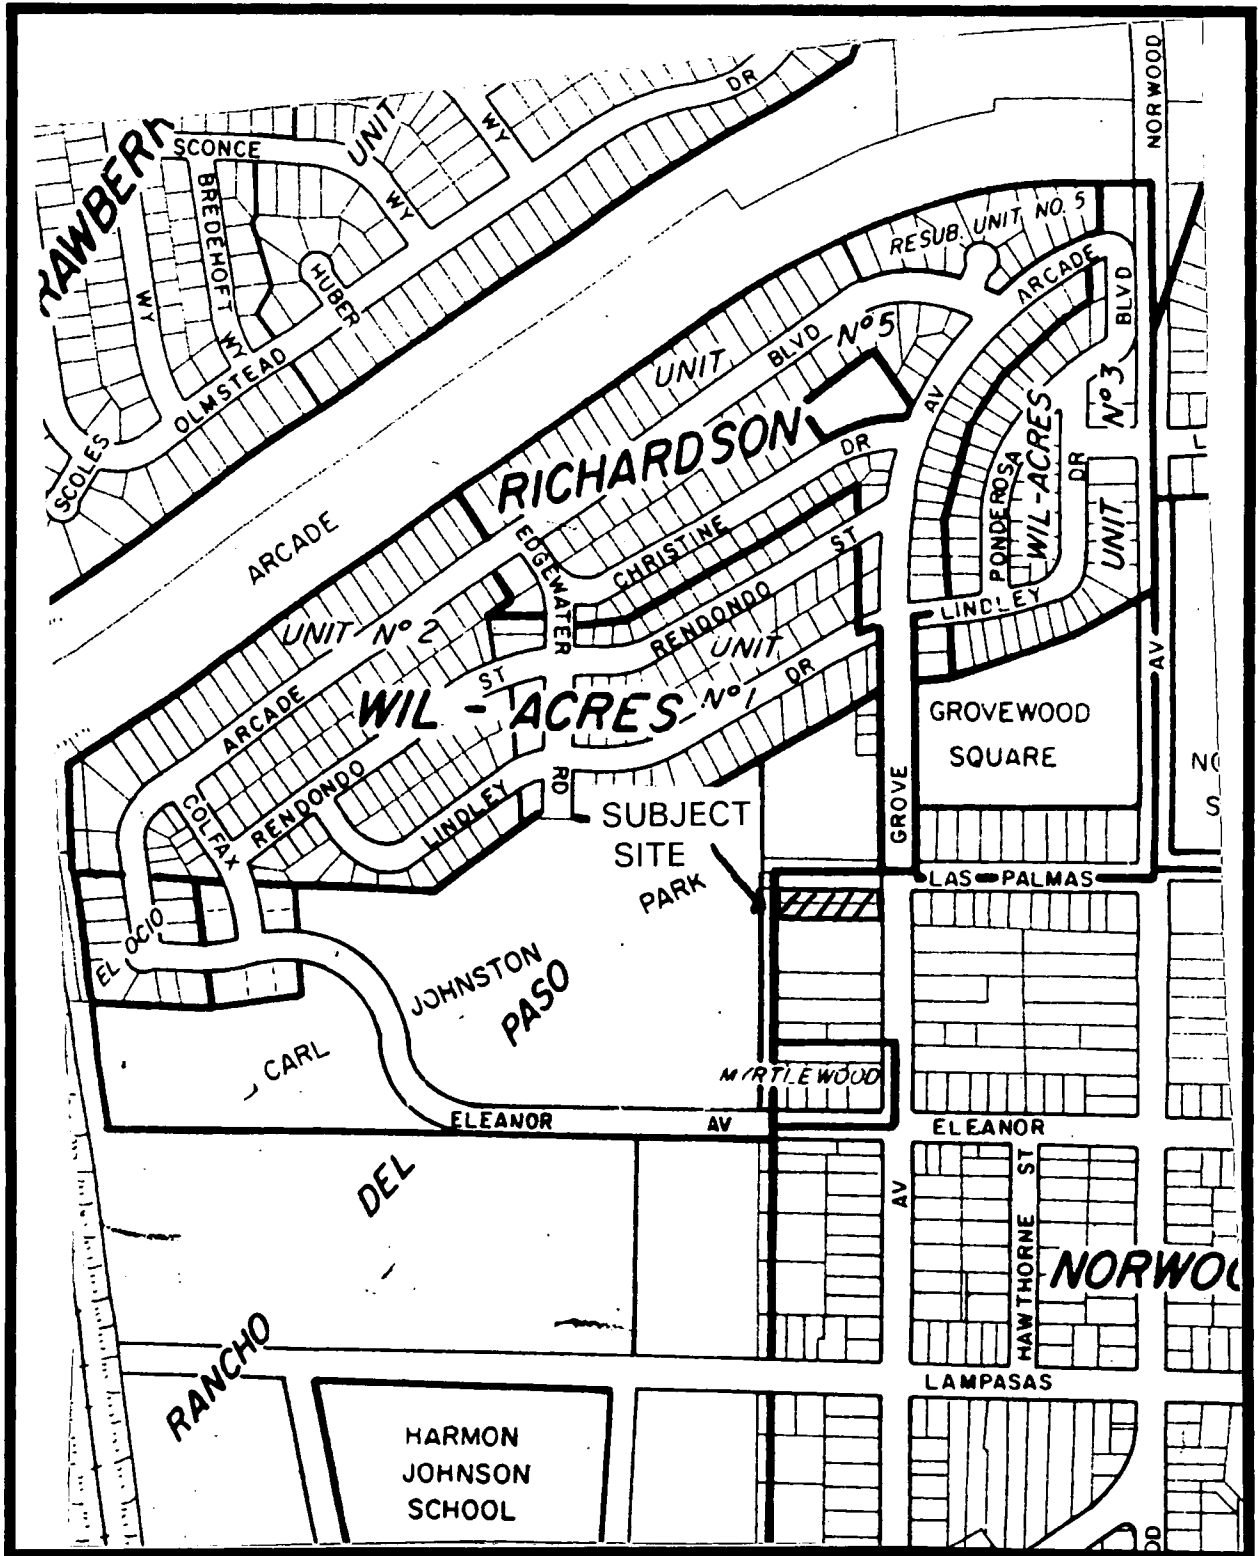 NORWOOD
DR
WY
UNIT
SCONCE
WY
BREDEHOFT
WY
HUBER
WY
OLMSTEAD
SCOLES
RESUB. UNIT NO. 5
ARCADE
BLVD
UNIT
BLVD
Nº 5
AV
WIL-ACRES
Nº 3
UNIT
PONDEROSA
DR
LINDLEY
RICHARDSON
DR
CHRISTINE
EDGEWATER
RD
ARCADE
RENDONDO
ST
UNIT
Nº 1
DR
UNIT Nº 2
ST
WIL - ACRES
ARCADE
COLFAX
RENDONDO
LINDLEY
GROVEWOOD
SQUARE
AV
GROVE
SUBJECT
SITE
PARK
LAS PALMAS
EL OCIO
JOHNSTON
PASO
CARL
MYRTLEWOOD
ELEANOR AV
ELEANOR
DEL
AV
HAWTHORNE ST
RANCHO
LAMPASAS
HARMON
JOHNSON
SCHOOL